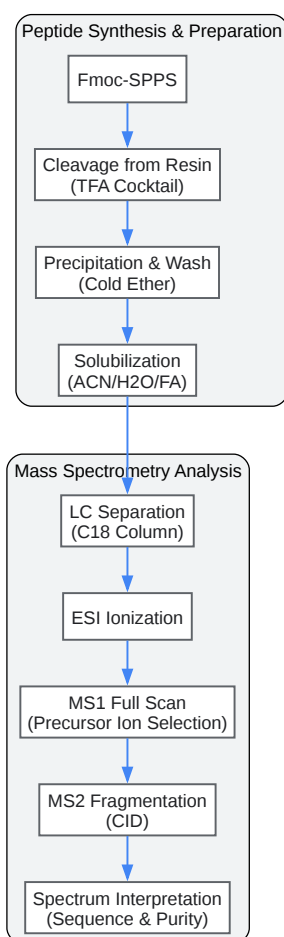 Peptide Synthesis & Preparation
Fmoc-SPPS
Cleavage from Resin
(TFA Cocktail)
Precipitation & Wash
(Cold Ether)
Solubilization
(ACN/H2O/FA)
Mass Spectrometry Analysis
LC Separation
(C18 Column)
ESI Ionization
MS1 Full Scan
(Precursor Ion Selection)
MS2 Fragmentation
(CID)
Spectrum Interpretation
(Sequence & Purity)